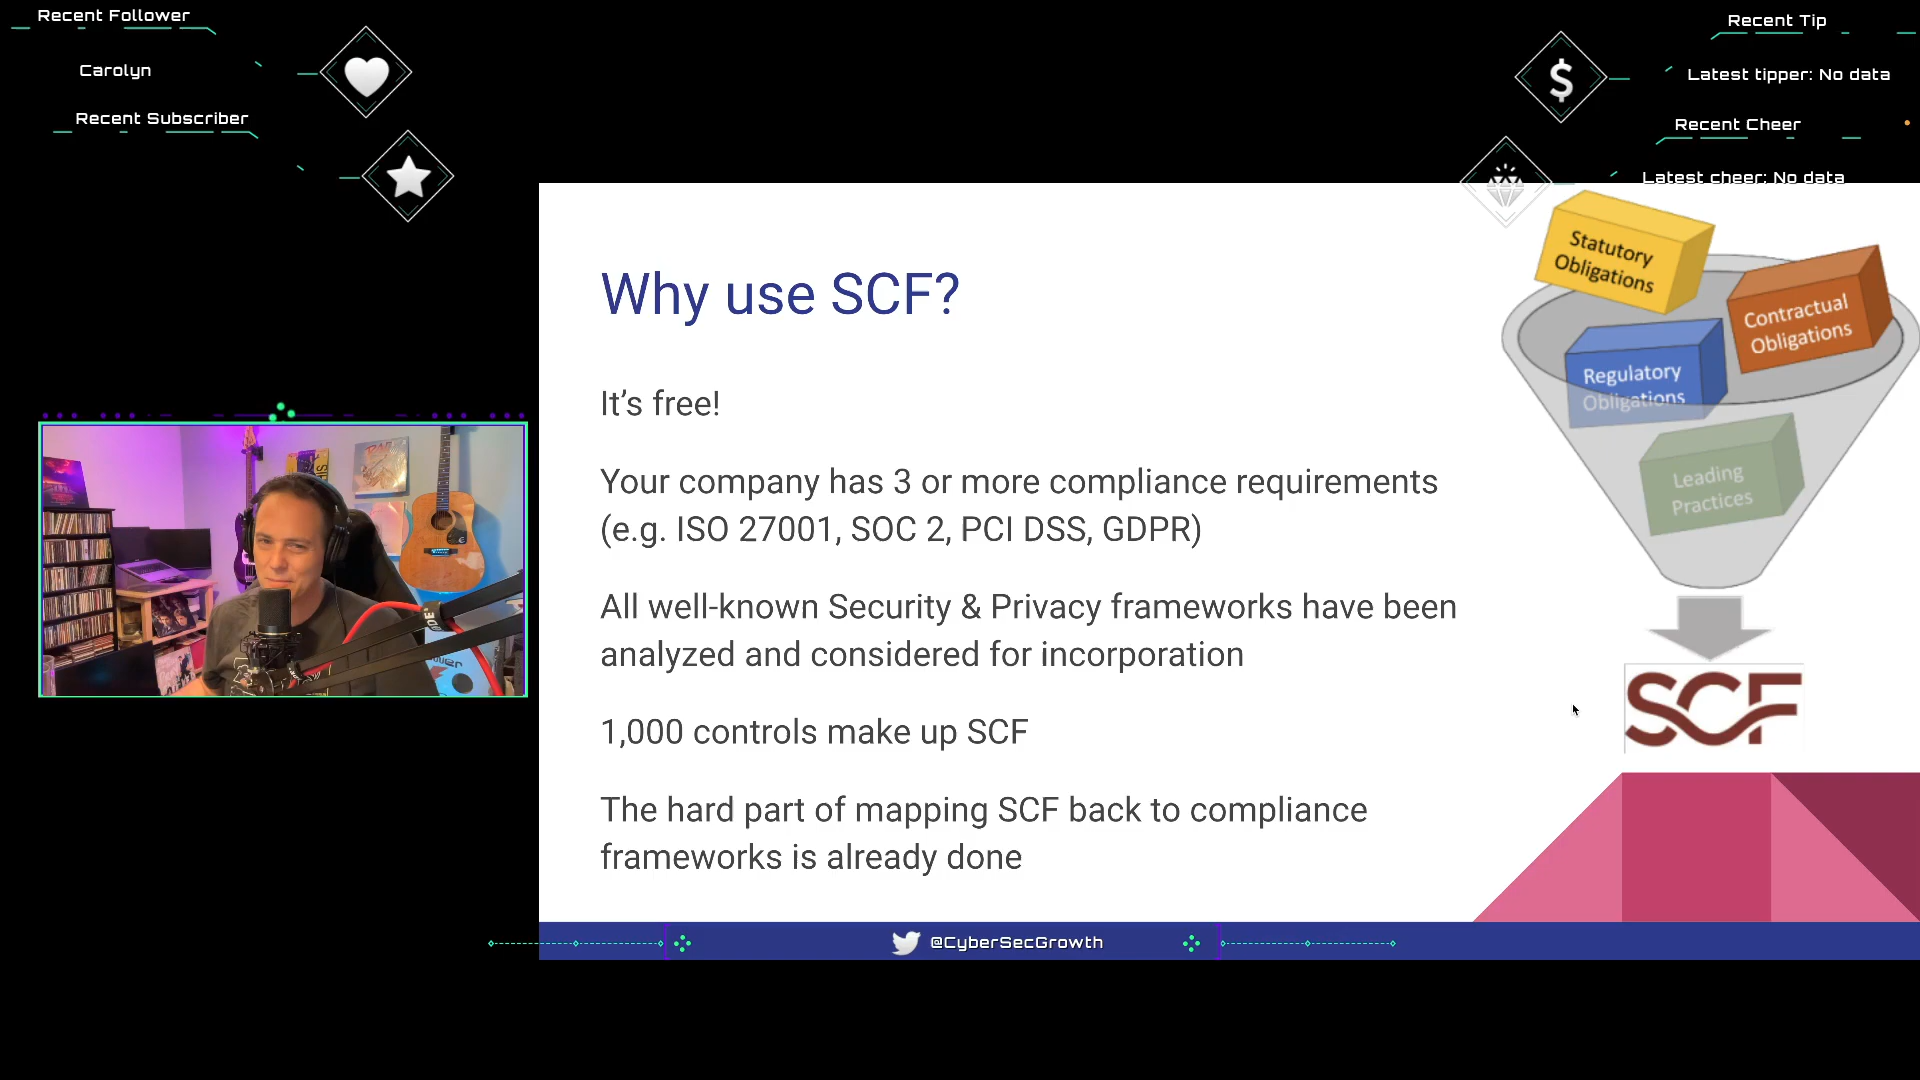 Recent Follower
Carolyn
Recent Subscriber
Recent Tip
Latest tipper: No data
Recent Cheer
Latest cheer: No data
Why use SCF?
It’s free!
Your company has 3 or more compliance requirements
(e.g. ISO 27001, SOC 2, PCI DSS, GDPR)
All well-known Security & Privacy frameworks have been
analyzed and considered for incorporation
1,000 controls make up SCF
The hard part of mapping SCF back to compliance
frameworks is already done
Statutory
Obligations
Contractual
Obligations
Regulatory
Obligations
Leading
Practices
SCF
@CyberSecGrowth